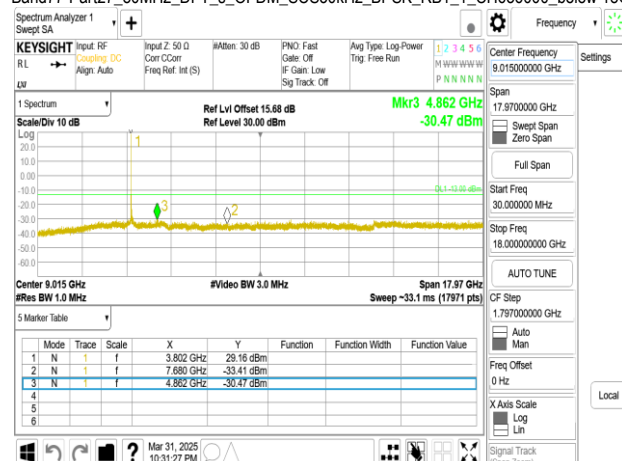 Spectrum Analyzer 1
Swept SA
Frequency
KEYSIGHT
RL
LXI
Input: RF
Coupling: DC
Align: Auto
Input Z: 50 Ω
Corr CCorr
Freq Ref: Int (S)
#Atten: 30 dB
PNO: Fast
Gate: Off
IF Gain: Low
Sig Track: Off
Avg Type: Log-Power
Trig: Free Run
1 2 3 4 5 6
M W W W W W
P N N N N N
1 Spectrum
Scale/Div 10 dB
Ref Lvl Offset 15.68 dB
Ref Level 30.00 dBm
Mkr3 4.862 GHz
-30.47 dBm
Log
20.0
10.0
0.00
-10.0
-20.0
-30.0
-40.0
-50.0
-60.0
1
3
2
DL1 -13.00 dBm
Center 9.015 GHz
#Res BW 1.0 MHz
#Video BW 3.0 MHz
Span 17.97 GHz
Sweep ~33.1 ms (17971 pts)
5 Marker Table
Mode Trace Scale X Y Function Function Width Function Value
1 N 1 f 3.802 GHz 29.16 dBm
2 N 1 f 7.680 GHz -33.41 dBm
3 N 1 f 4.862 GHz -30.47 dBm
4
5
6
Mar 31, 2025
10:31:27 PM
Center Frequency
9.015000000 GHz
Settings
Span
17.9700000 GHz
Swept Span
Zero Span
Full Span
Start Freq
30.000000 MHz
Stop Freq
18.000000000 GHz
AUTO TUNE
CF Step
1.797000000 GHz
Auto
Man
Freq Offset
0 Hz
X Axis Scale
Log
Lin
Local
Signal Track